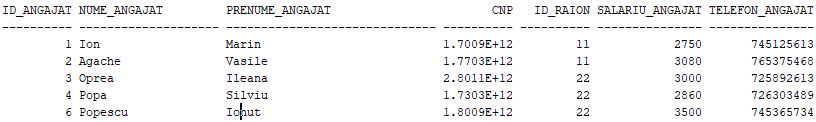 ID_ANGAJAT NUME_ANGAJAT PRENUME_ANGAJAT CNP ID_RAION SALARIU_ANGAJAT TELEFON_ANGAJAT
---------- ------------------- --------------------------- ---------- ---------- --------------- ---------------
1 Ion Marin 1.7009E+12 11 2750 745125613
2 Agache Vasile 1.7703E+12 11 3080 765375468
3 Oprea Ileana 2.8011E+12 22 3000 725892613
4 Popa Silviu 1.7303E+12 22 2860 726303489
6 Popescu Ionut 1.8009E+12 22 3500 745365734